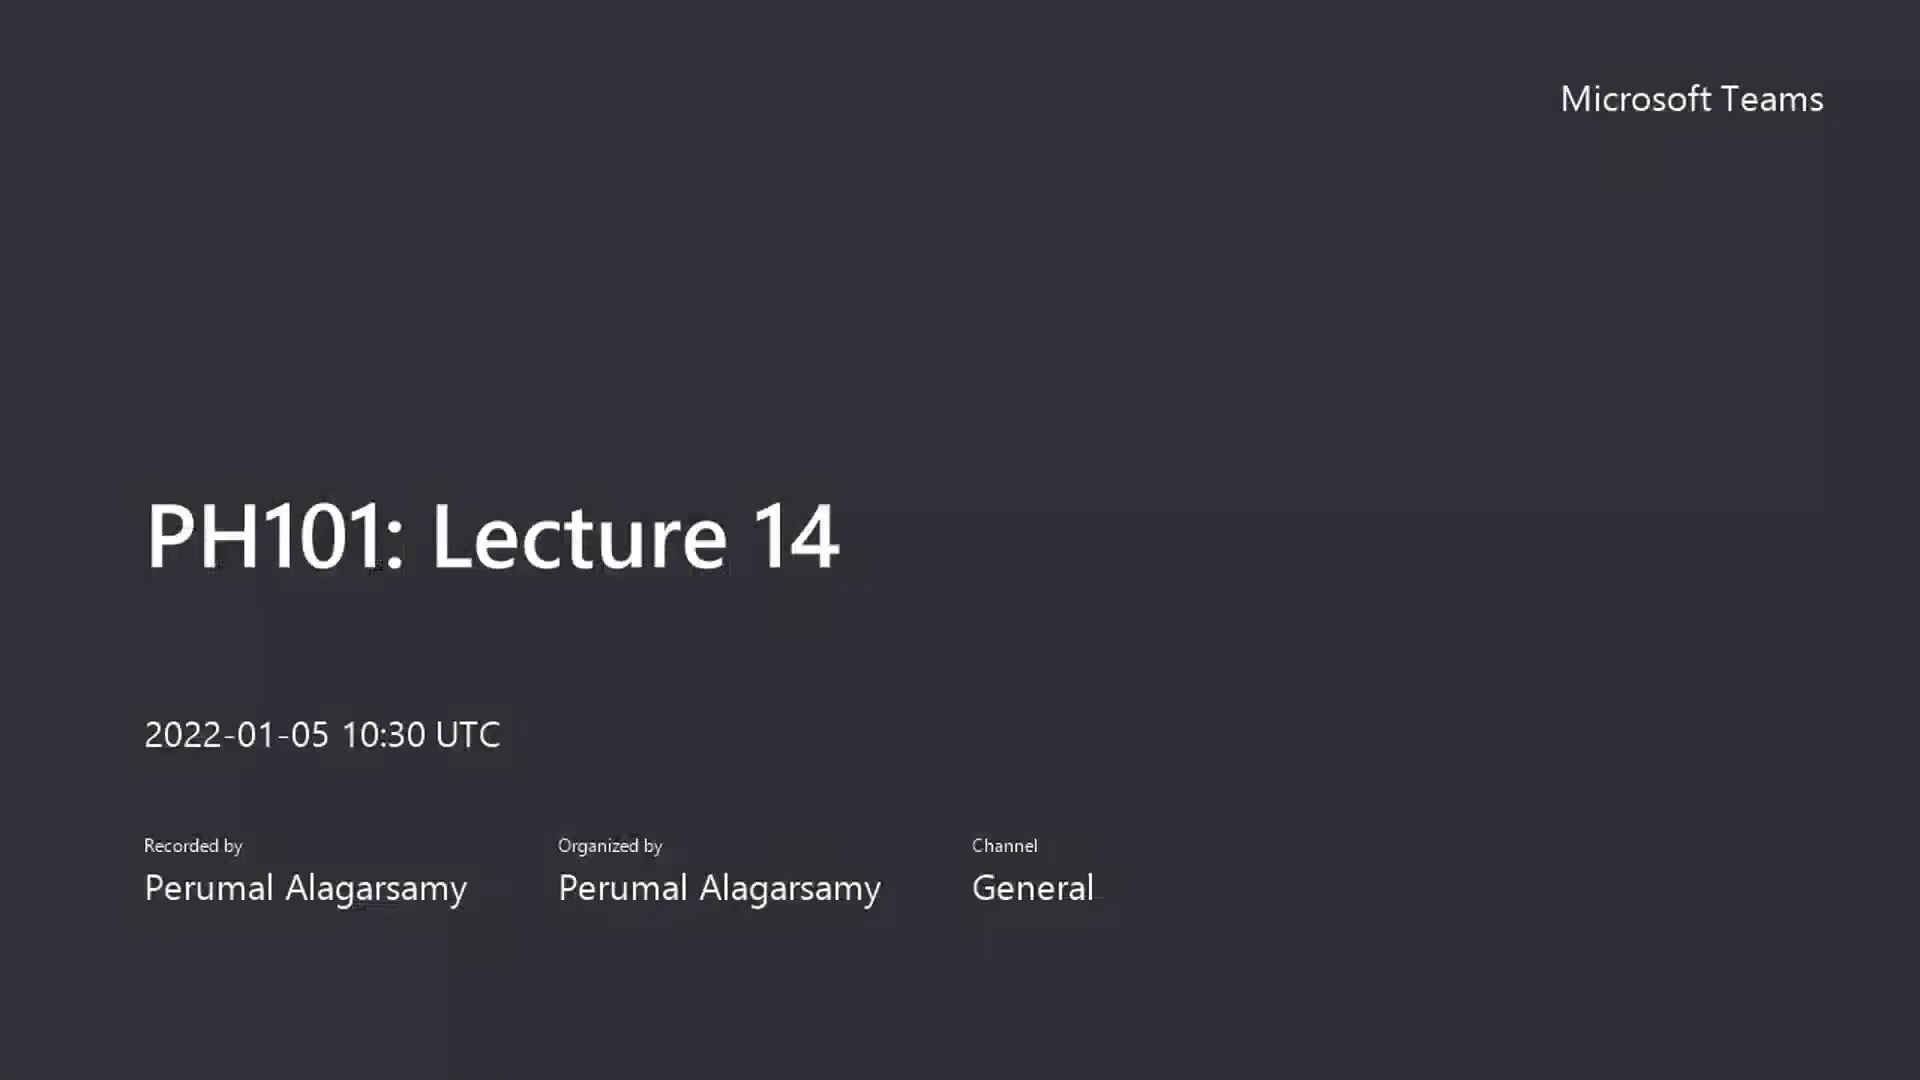 Microsoft Teams
PH101: Lecture 14
2022-01-05 10:30 UTC
Recorded by
Perumal Alagarsamy
Organized by
Perumal Alagarsamy
Channel
General